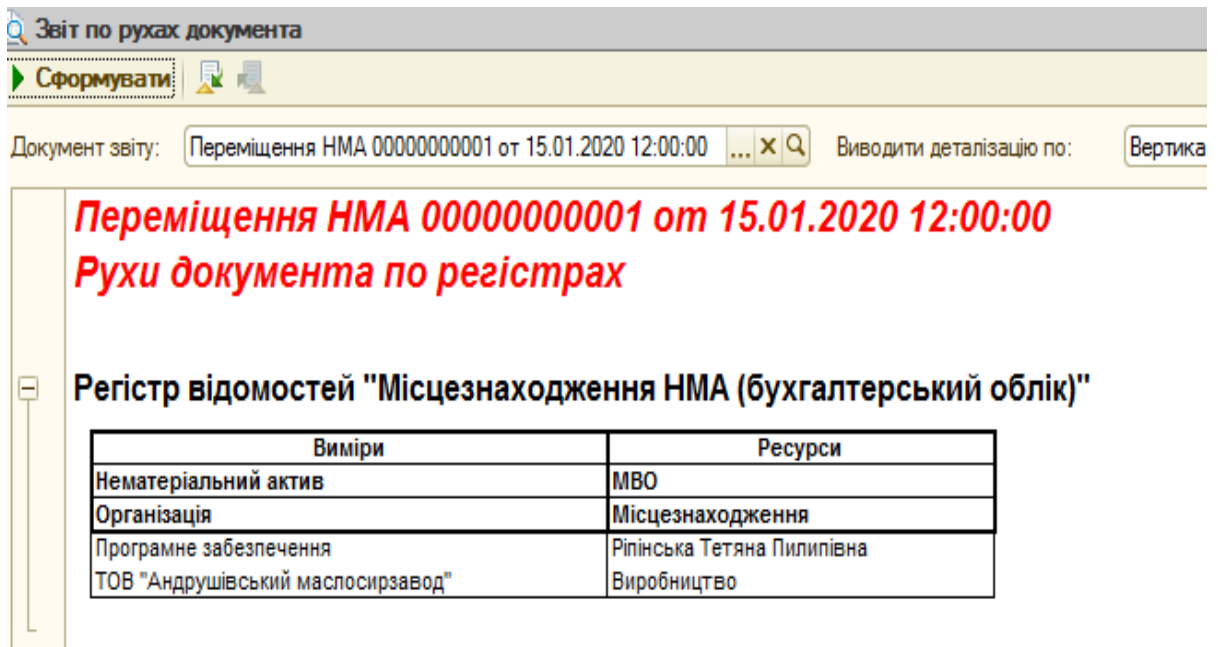 Звіт по рухах документа
Сформувати
Документ звіту: Переміщення НМА 00000000001 от 15.01.2020 12:00:00 ... Виводити деталізацію по: Вертика
Переміщення НМА 00000000001 от 15.01.2020 12:00:00
Рухи документа по регістрах
Регістр відомостей "Місцезнаходження НМА (бухгалтерський облік)"
Виміри Ресурси
Нематеріальний актив МВО
Організація Місцезнаходження
Програмне забезпечення Ріпінська Тетяна Пилипівна
ТОВ "Андрушівський маслосирзавод" Виробництво